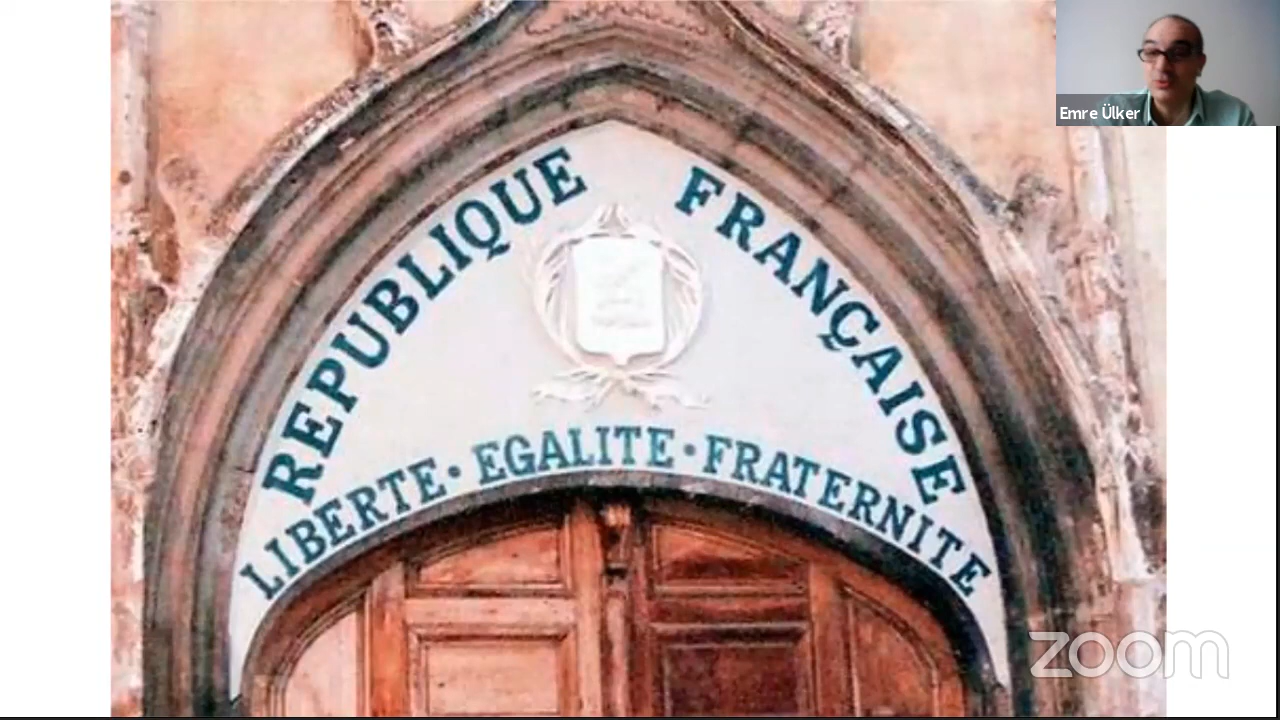 Emre Ülker
REPUBLIQUE FRANÇAISE
LIBERTE · EGALITE · FRATERNITE
zoom